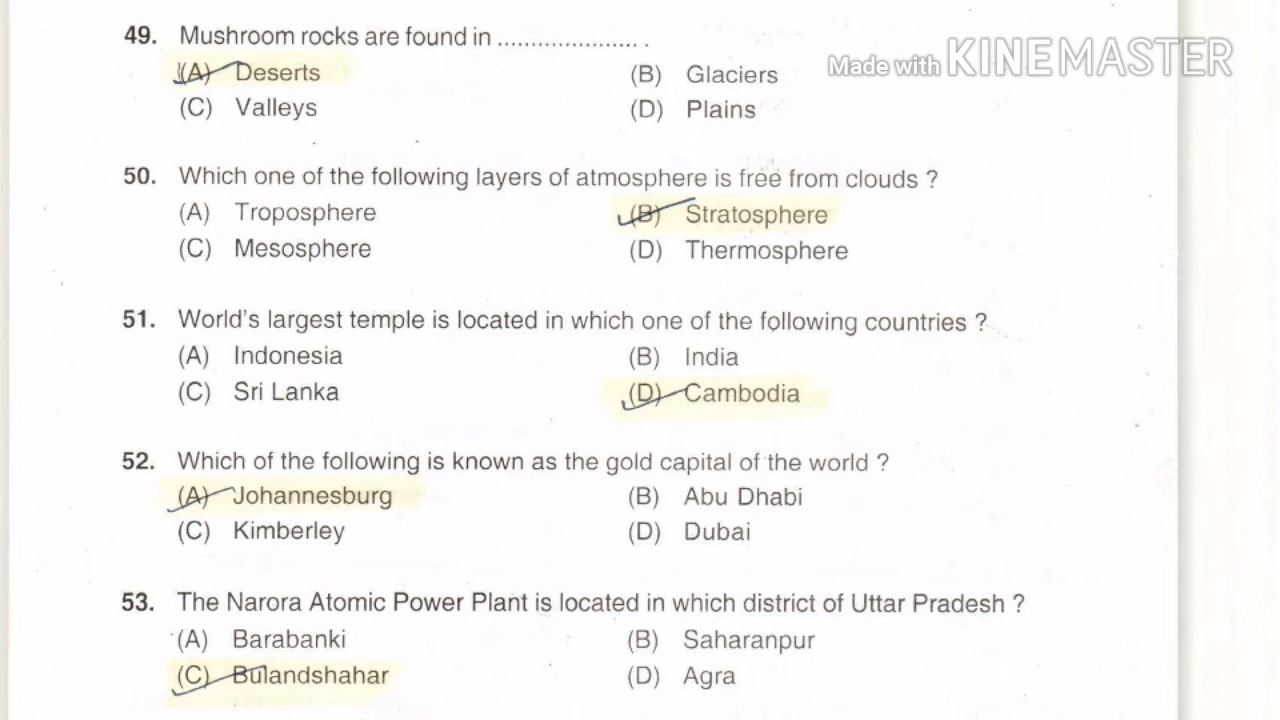 49. Mushroom rocks are found in ..................... .
Made with KINEMASTER
(A) Deserts (B) Glaciers
(C) Valleys (D) Plains
50. Which one of the following layers of atmosphere is free from clouds ?
(A) Troposphere (B) Stratosphere
(C) Mesosphere (D) Thermosphere
51. World's largest temple is located in which one of the following countries ?
(A) Indonesia (B) India
(C) Sri Lanka (D) Cambodia
52. Which of the following is known as the gold capital of the world ?
(A) Johannesburg (B) Abu Dhabi
(C) Kimberley (D) Dubai
53. The Narora Atomic Power Plant is located in which district of Uttar Pradesh ?
(A) Barabanki (B) Saharanpur
(C) Bulandshahar (D) Agra